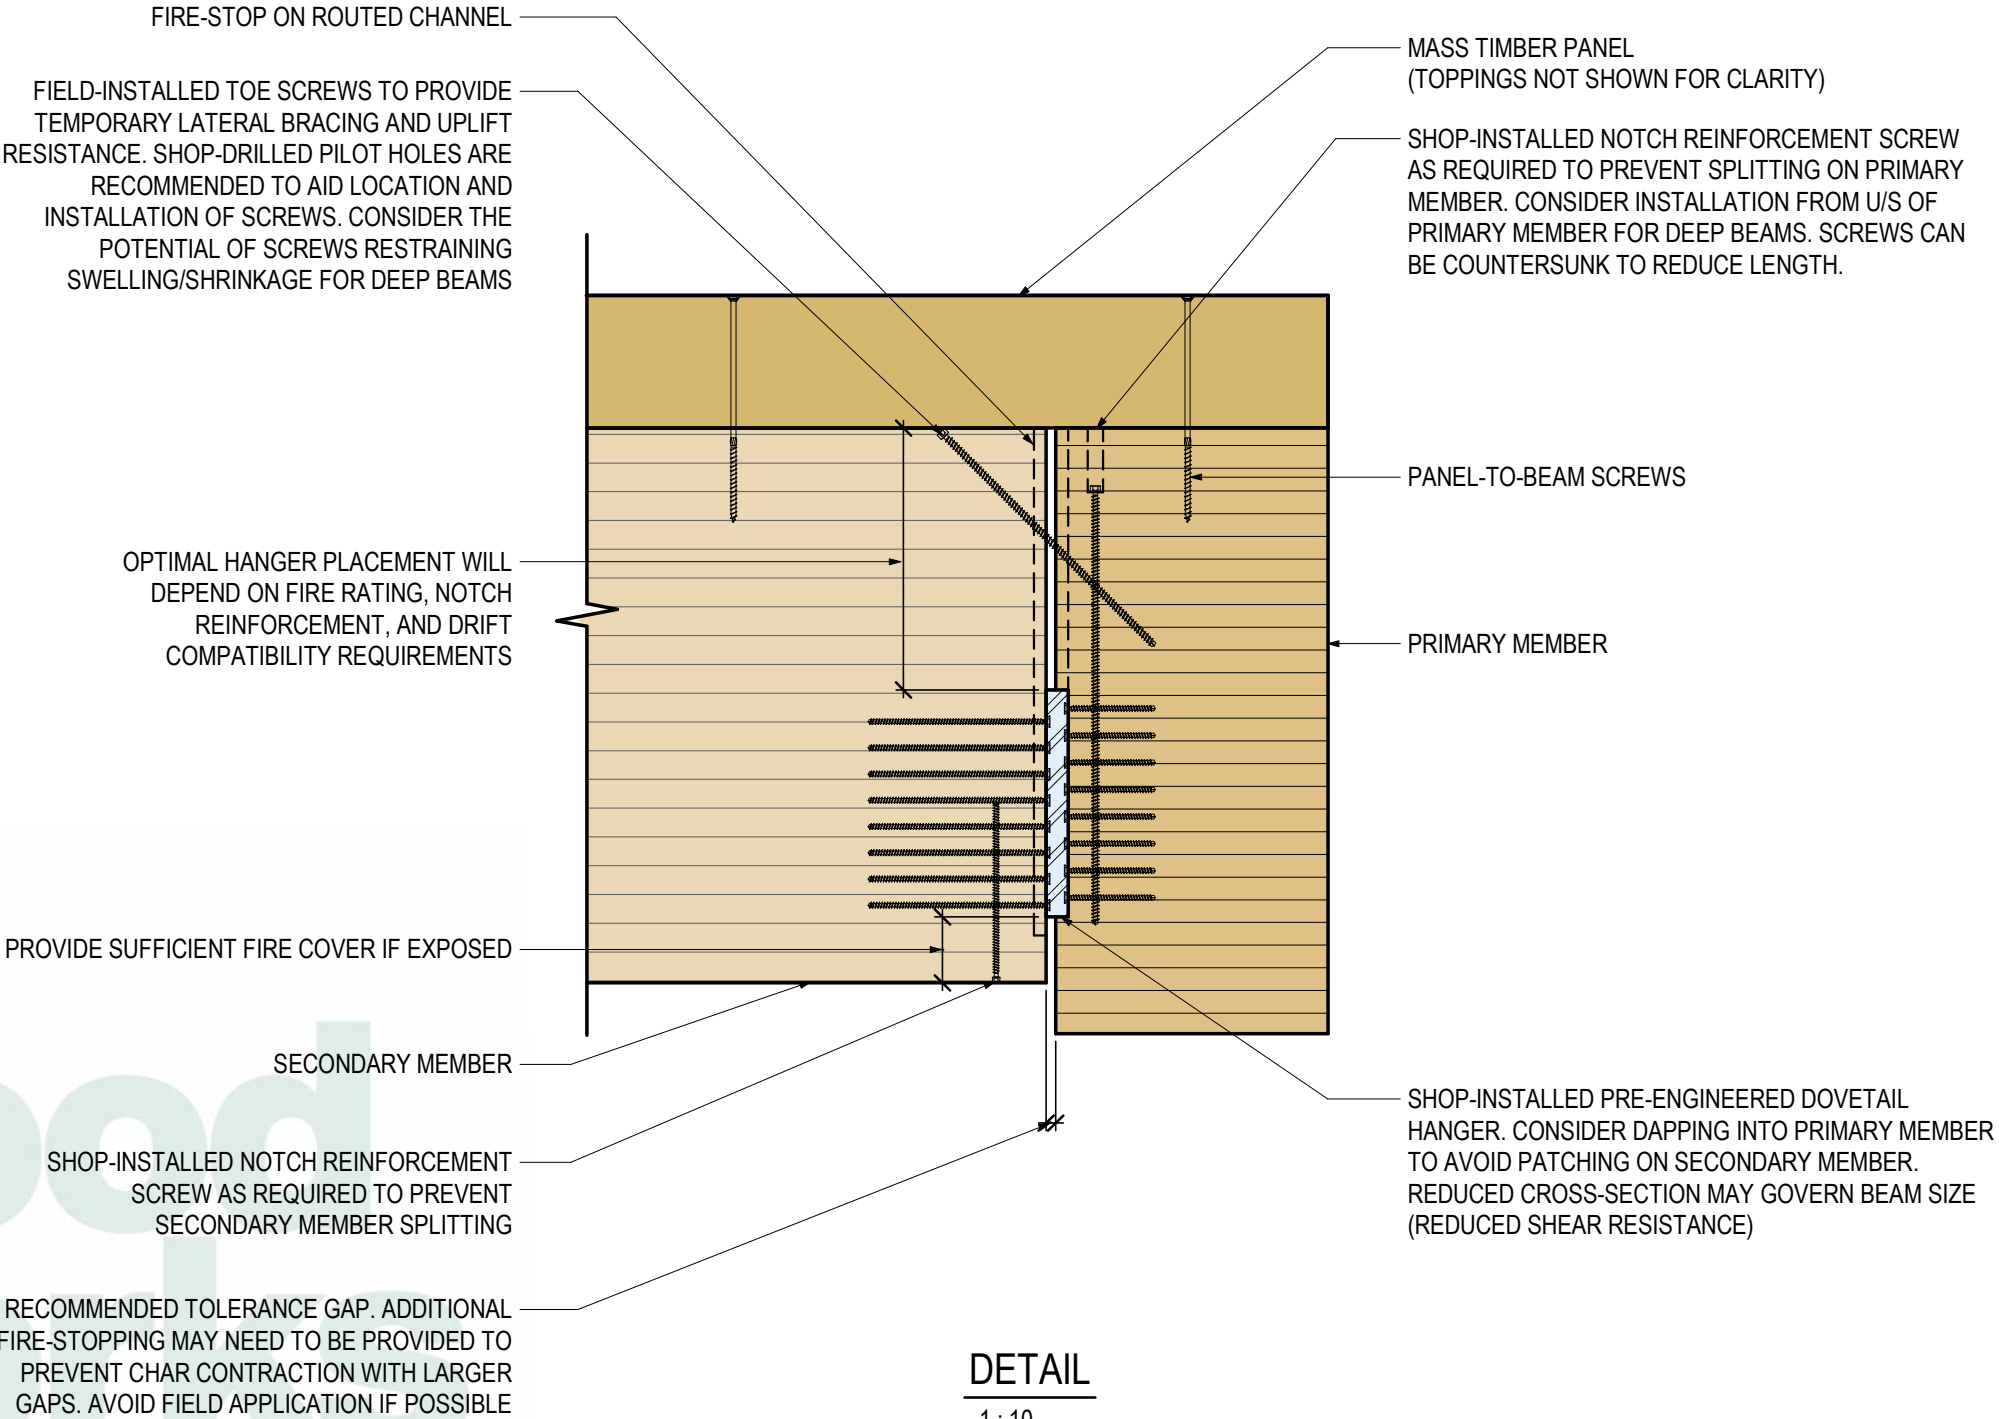 FIRE-STOP ON ROUTED CHANNEL
FIELD-INSTALLED TOE SCREWS TO PROVIDE
TEMPORARY LATERAL BRACING AND UPLIFT
RESISTANCE. SHOP-DRILLED PILOT HOLES ARE
RECOMMENDED TO AID LOCATION AND
INSTALLATION OF SCREWS. CONSIDER THE
POTENTIAL OF SCREWS RESTRAINING
SWELLING/SHRINKAGE FOR DEEP BEAMS
OPTIMAL HANGER PLACEMENT WILL
DEPEND ON FIRE RATING, NOTCH
REINFORCEMENT, AND DRIFT
COMPATIBILITY REQUIREMENTS
PROVIDE SUFFICIENT FIRE COVER IF EXPOSED
SECONDARY MEMBER
SHOP-INSTALLED NOTCH REINFORCEMENT
SCREW AS REQUIRED TO PREVENT
SECONDARY MEMBER SPLITTING
RECOMMENDED TOLERANCE GAP. ADDITIONAL
FIRE-STOPPING MAY NEED TO BE PROVIDED TO
PREVENT CHAR CONTRACTION WITH LARGER
GAPS. AVOID FIELD APPLICATION IF POSSIBLE
MASS TIMBER PANEL
(TOPPINGS NOT SHOWN FOR CLARITY)
SHOP-INSTALLED NOTCH REINFORCEMENT SCREW
AS REQUIRED TO PREVENT SPLITTING ON PRIMARY
MEMBER. CONSIDER INSTALLATION FROM U/S OF
PRIMARY MEMBER FOR DEEP BEAMS. SCREWS CAN
BE COUNTERSUNK TO REDUCE LENGTH.
PANEL-TO-BEAM SCREWS
PRIMARY MEMBER
SHOP-INSTALLED PRE-ENGINEERED DOVETAIL
HANGER. CONSIDER DAPPING INTO PRIMARY MEMBER
TO AVOID PATCHING ON SECONDARY MEMBER.
REDUCED CROSS-SECTION MAY GOVERN BEAM SIZE
(REDUCED SHEAR RESISTANCE)
DETAIL
1 : 10